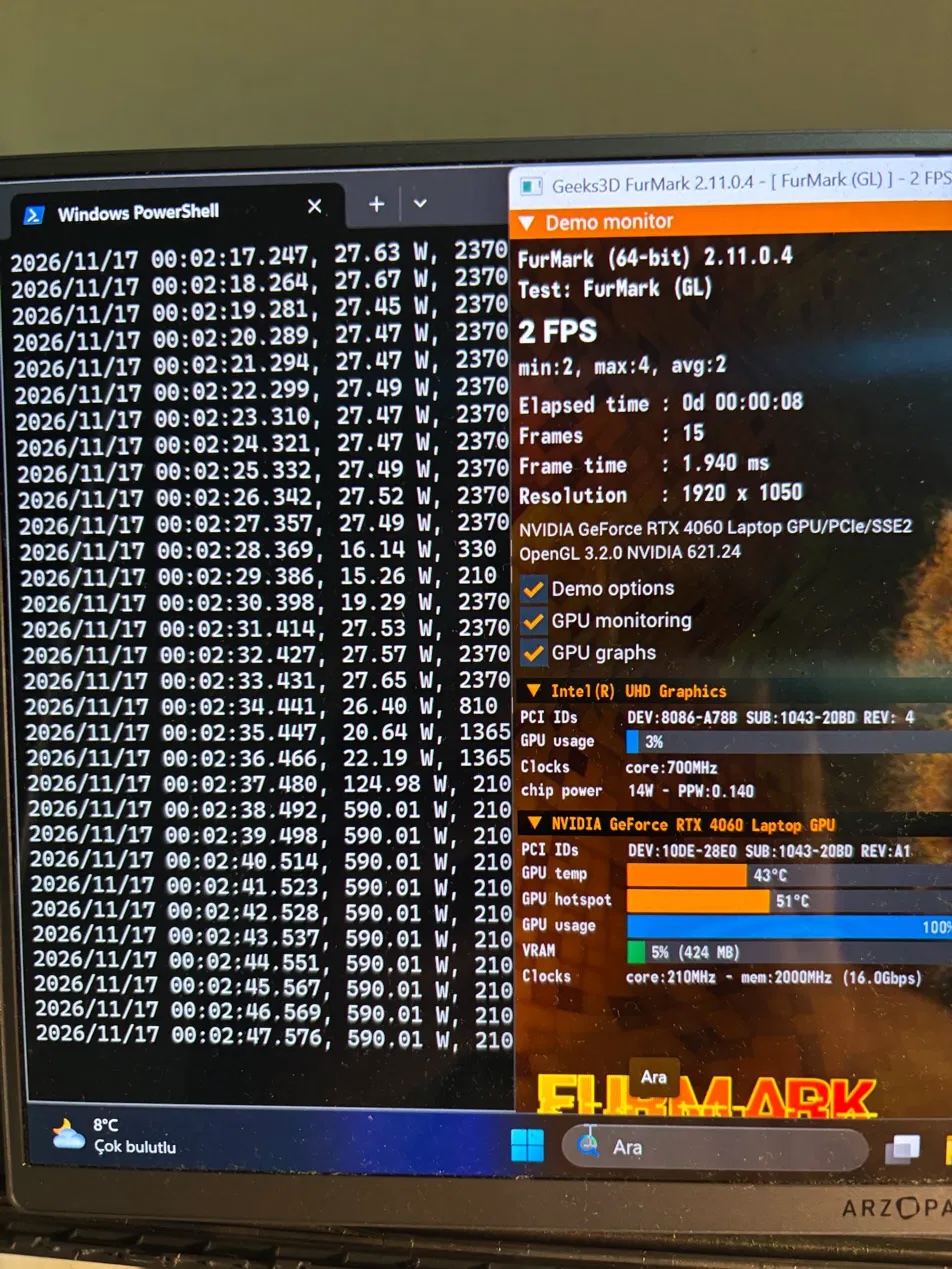 Windows PowerShell
2026/11/17 00:02:17.247, 27.63 W, 2370
2026/11/17 00:02:18.264, 27.67 W, 2370
2026/11/17 00:02:19.281, 27.45 W, 2370
2026/11/17 00:02:20.289, 27.47 W, 2370
2026/11/17 00:02:21.294, 27.47 W, 2370
2026/11/17 00:02:22.299, 27.49 W, 2370
2026/11/17 00:02:23.310, 27.47 W, 2370
2026/11/17 00:02:24.321, 27.47 W, 2370
2026/11/17 00:02:25.332, 27.49 W, 2370
2026/11/17 00:02:26.342, 27.52 W, 2370
2026/11/17 00:02:27.357, 27.49 W, 2370
2026/11/17 00:02:28.369, 16.14 W, 330
2026/11/17 00:02:29.386, 15.26 W, 210
2026/11/17 00:02:30.398, 19.29 W, 2370
2026/11/17 00:02:31.414, 27.53 W, 2370
2026/11/17 00:02:32.427, 27.57 W, 2370
2026/11/17 00:02:33.431, 27.65 W, 2370
2026/11/17 00:02:34.441, 26.40 W, 810
2026/11/17 00:02:35.447, 20.64 W, 1365
2026/11/17 00:02:36.466, 22.19 W, 1365
2026/11/17 00:02:37.480, 124.98 W, 210
2026/11/17 00:02:38.492, 590.01 W, 210
2026/11/17 00:02:39.498, 590.01 W, 210
2026/11/17 00:02:40.514, 590.01 W, 210
2026/11/17 00:02:41.523, 590.01 W, 210
2026/11/17 00:02:42.528, 590.01 W, 210
2026/11/17 00:02:43.537, 590.01 W, 210
2026/11/17 00:02:44.551, 590.01 W, 210
2026/11/17 00:02:45.567, 590.01 W, 210
2026/11/17 00:02:46.569, 590.01 W, 210
2026/11/17 00:02:47.576, 590.01 W, 210
Geeks3D FurMark 2.11.0.4 - [ FurMark (GL) ] - 2 FPS
Demo monitor
FurMark (64-bit) 2.11.0.4
Test: FurMark (GL)
2 FPS
min:2, max:4, avg:2
Elapsed time : 0d 00:00:08
Frames : 15
Frame time : 1.940 ms
Resolution : 1920 x 1050
NVIDIA GeForce RTX 4060 Laptop GPU/PCIe/SSE2
OpenGL 3.2.0 NVIDIA 621.24
Demo options
GPU monitoring
GPU graphs
Intel(R) UHD Graphics
PCI IDs DEV:8086-A78B SUB:1043-20BD REV: 4
GPU usage 3%
Clocks core:700MHz
chip power 14W - PPW:0.140
NVIDIA GeForce RTX 4060 Laptop GPU
PCI IDs DEV:10DE-28E0 SUB:1043-20BD REV:A1
GPU temp 43°C
GPU hotspot 51°C
GPU usage 100%
VRAM 5% (424 MB)
Clocks core:210MHz - mem:2000MHz (16.0Gbps)
FURMARK
Ara
8°C
Çok bulutlu
Ara
ARZOPA